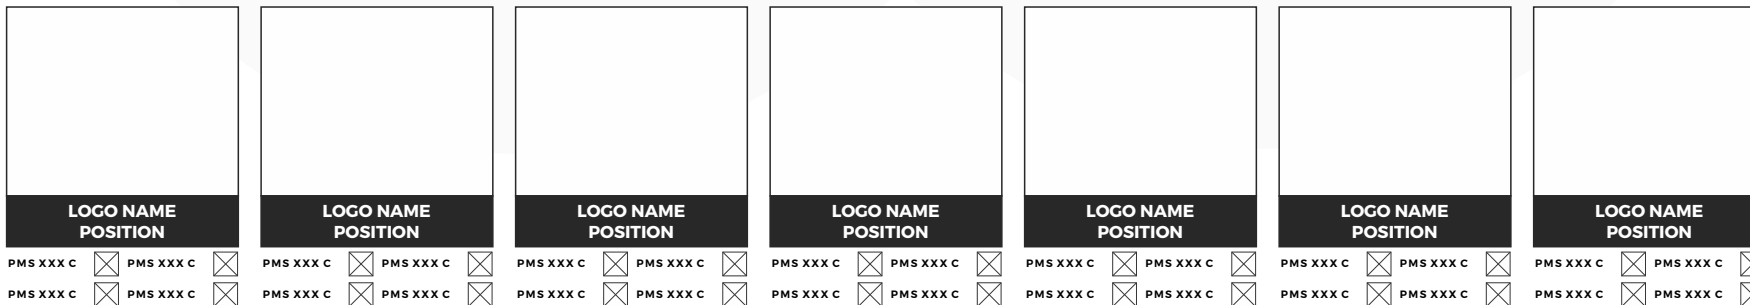 LOGO NAME LOGO NAME LOGO NAME LOGO NAME LOGO NAME LOGO NAME LOGO NAME
POSITION POSITION POSITION POSITION POSITION POSITION POSITION
PMS XXX C PMS XXX C PMS XXX C PMS XXX C PMS XXX C PMS XXX C PMS XXX C PMS XXX C PMS XXX C PMS XXX C PMS XXX C PMS XXX C PMS XXX C PMS XXX C
PMS XXX C PMS XXX C PMS XXX C PMS XXX C PMS XXX C PMS XXX C PMS XXX C PMS XXX C PMS XXX C PMS XXX C PMS XXX C PMS XXX C PMS XXX C PMS XXX C